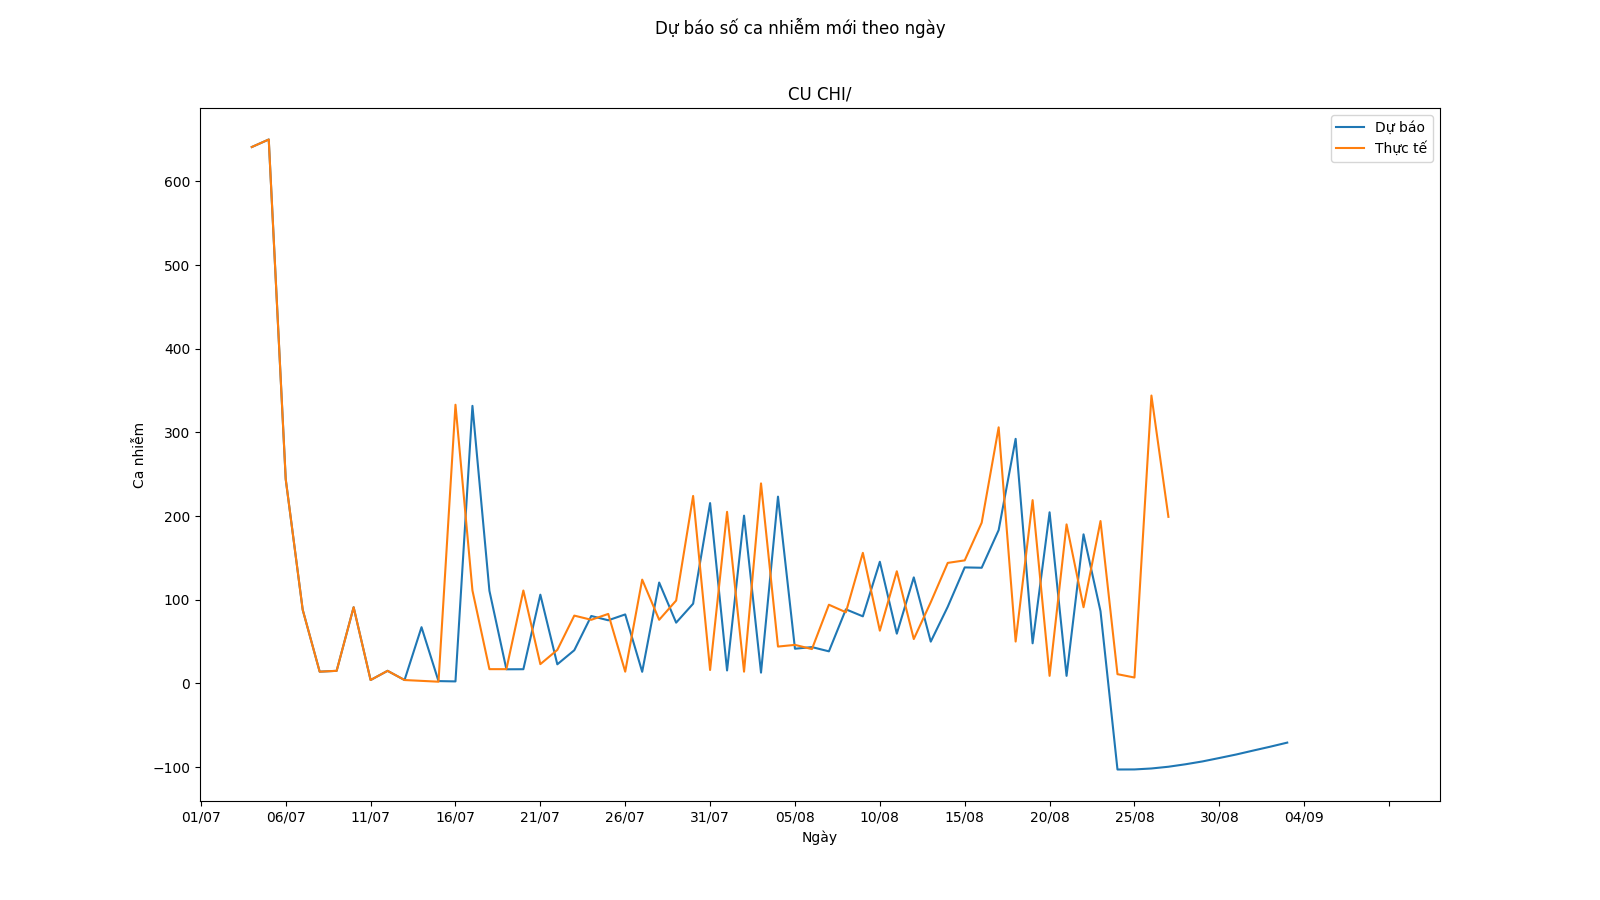 Dự báo số ca nhiễm mới theo ngày
CU CHI/
Dự báo
Thực tế
600
500
400
300
200
100
0
−100
Ca nhiễm
01/07 06/07 11/07 16/07 21/07 26/07 31/07 05/08 10/08 15/08 20/08 25/08 30/08 04/09
Ngày